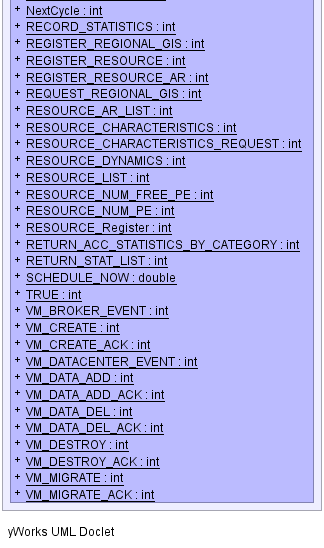 + NextCycle : int
+ RECORD_STATISTICS : int
+ REGISTER_REGIONAL_GIS : int
+ REGISTER_RESOURCE : int
+ REGISTER_RESOURCE_AR : int
+ REQUEST_REGIONAL_GIS : int
+ RESOURCE_AR_LIST : int
+ RESOURCE_CHARACTERISTICS : int
+ RESOURCE_CHARACTERISTICS_REQUEST : int
+ RESOURCE_DYNAMICS : int
+ RESOURCE_LIST : int
+ RESOURCE_NUM_FREE_PE : int
+ RESOURCE_NUM_PE : int
+ RESOURCE_Register : int
+ RETURN_ACC_STATISTICS_BY_CATEGORY : int
+ RETURN_STAT_LIST : int
+ SCHEDULE_NOW : double
+ TRUE : int
+ VM_BROKER_EVENT : int
+ VM_CREATE : int
+ VM_CREATE_ACK : int
+ VM_DATACENTER_EVENT : int
+ VM_DATA_ADD : int
+ VM_DATA_ADD_ACK : int
+ VM_DATA_DEL : int
+ VM_DATA_DEL_ACK : int
+ VM_DESTROY : int
+ VM_DESTROY_ACK : int
+ VM_MIGRATE : int
+ VM_MIGRATE_ACK : int
yWorks UML Doclet